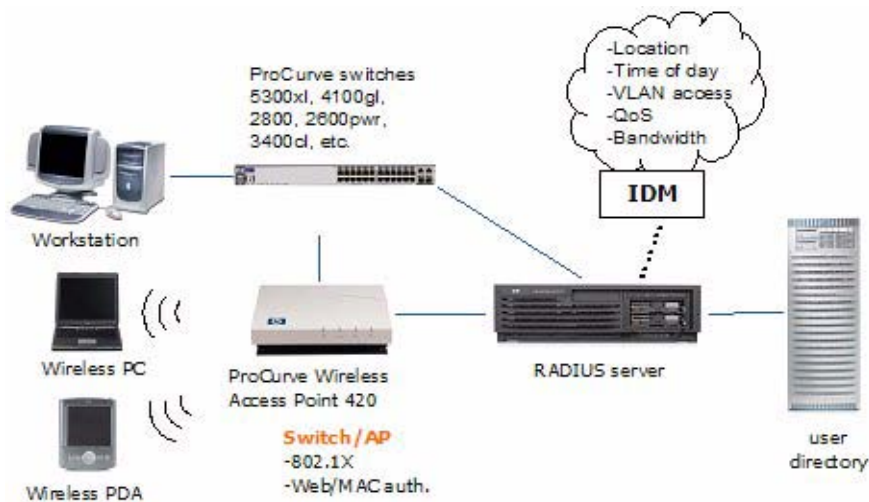 ProCurve switches
5300xl, 4100gl,
2800, 2600pwr,
3400cl, etc.
-Location
-Time of day
-VLAN access
-QoS
-Bandwidth
IDM
Workstation
Wireless PC
ProCurve Wireless
Access Point 420
RADIUS server
Switch/AP
-802.1X
-Web/MAC auth.
Wireless PDA
user
directory